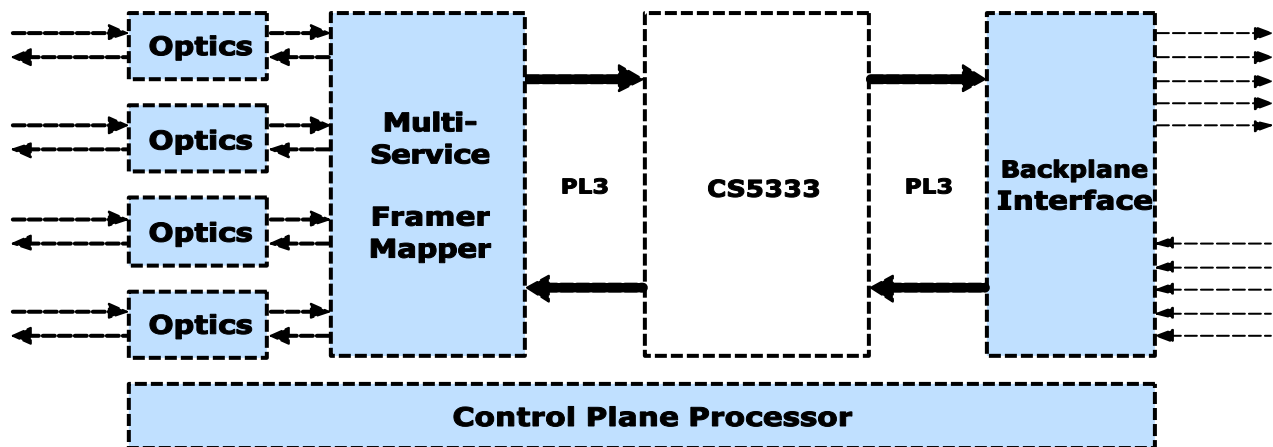 Optics
Optics
Optics
Optics
Multi-
Service
Framer
Mapper
PL3
CS5333
PL3
Backplane
Interface
Control Plane Processor